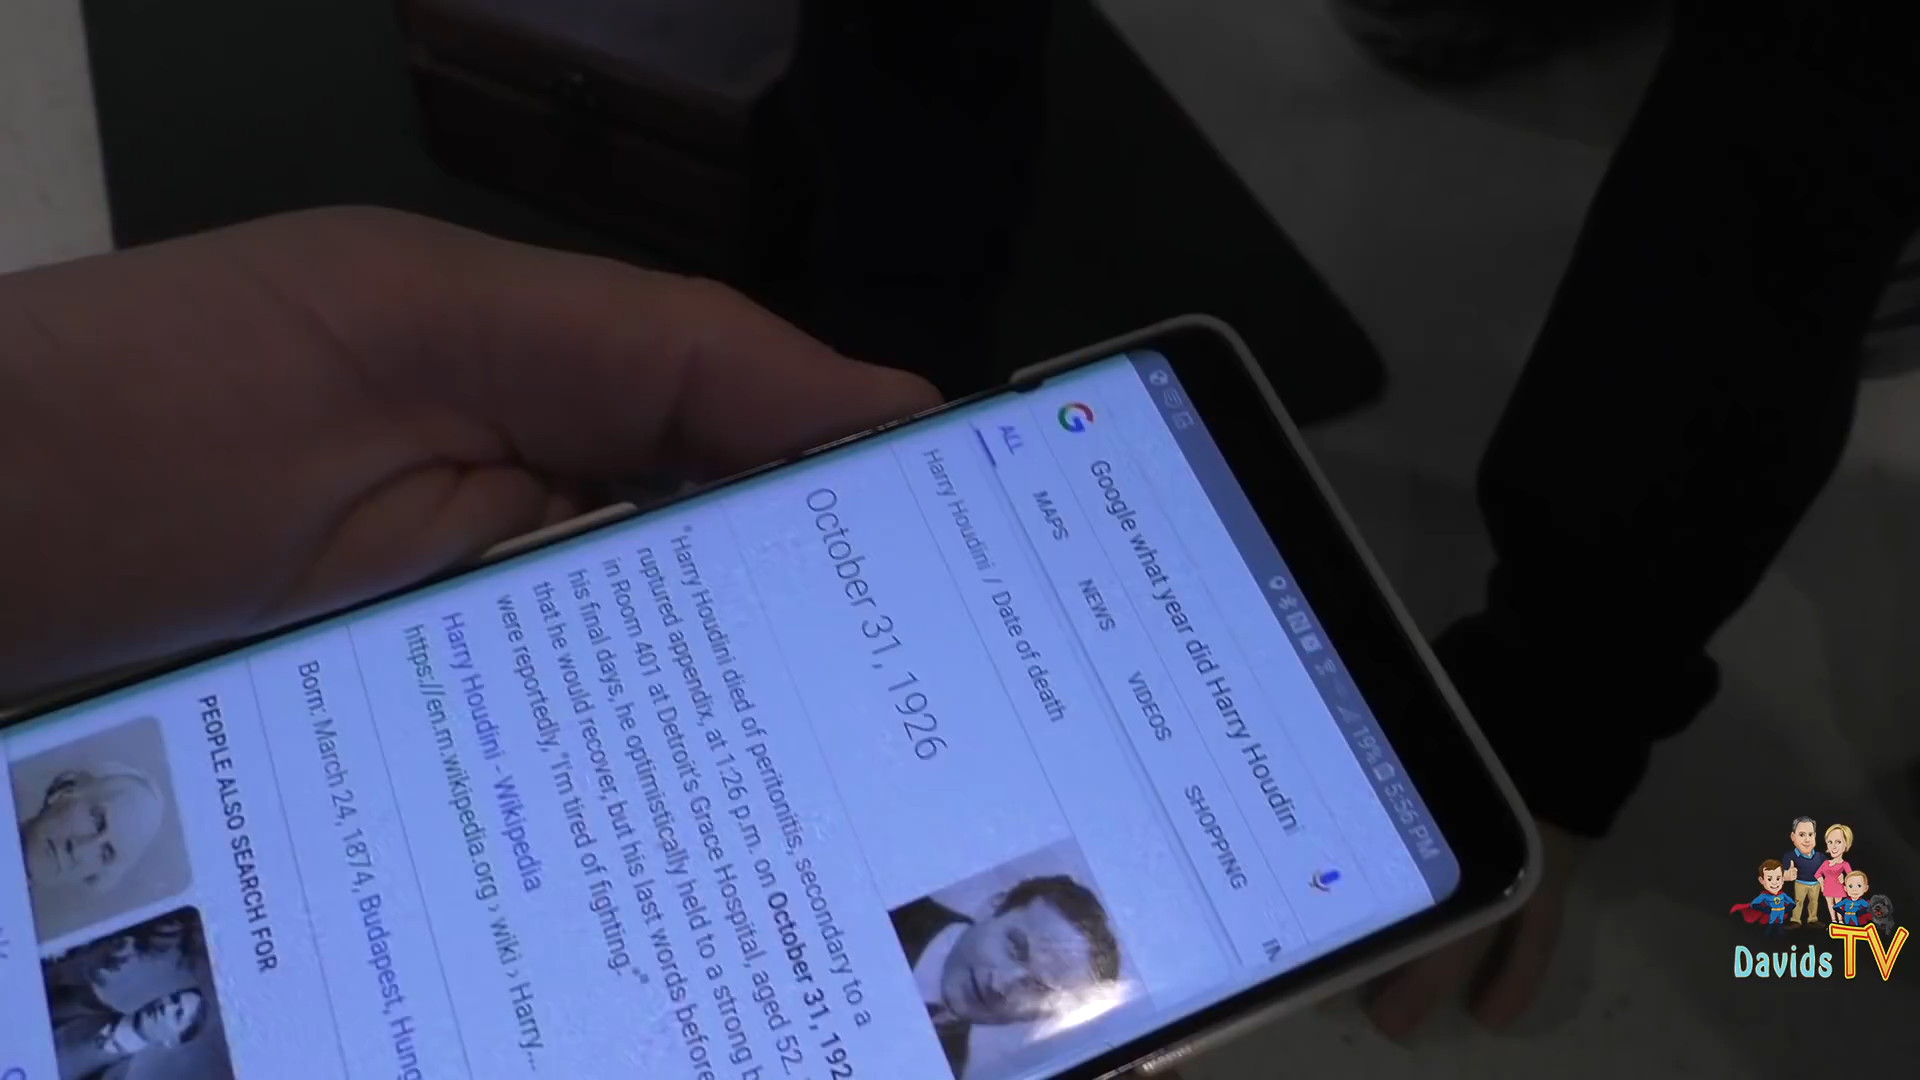 19% 5:56 PM
Google what year did Harry Houdini
ALL MAPS NEWS VIDEOS SHOPPING
Harry Houdini / Date of death
October 31, 1926
"Harry Houdini died of peritonitis, secondary to a
ruptured appendix, at 1:26 p.m. on October 31, 192
in Room 401 at Detroit's Grace Hospital, aged 52.
his final days, he optimistically held to a strong b
that he would recover, but his last words before
were reportedly, "I'm tired of fighting."."
Harry Houdini - Wikipedia
https://en.m.wikipedia.org › wiki › Harry...
Born: March 24, 1874, Budapest, Hung
PEOPLE ALSO SEARCH FOR
Davids TV